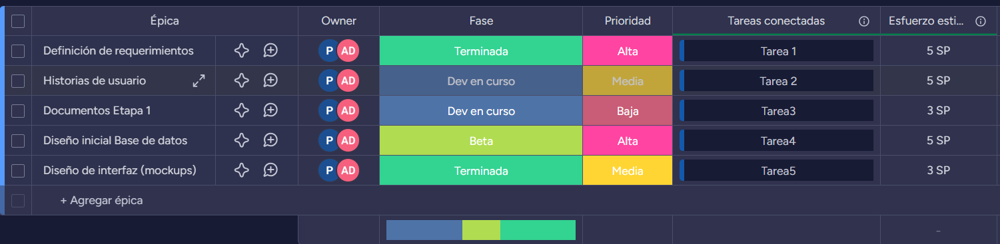 Épica Owner Fase Prioridad Tareas conectadas Esfuerzo esti...
Definición de requerimientos P AD Terminada Alta Tarea 1 5 SP
Historias de usuario P AD Dev en curso Media Tarea 2 5 SP
Documentos Etapa 1 P AD Dev en curso Baja Tarea3 3 SP
Diseño inicial Base de datos P AD Beta Alta Tarea4 5 SP
Diseño de interfaz (mockups) P AD Terminada Media Tarea5 3 SP
+ Agregar épica
-